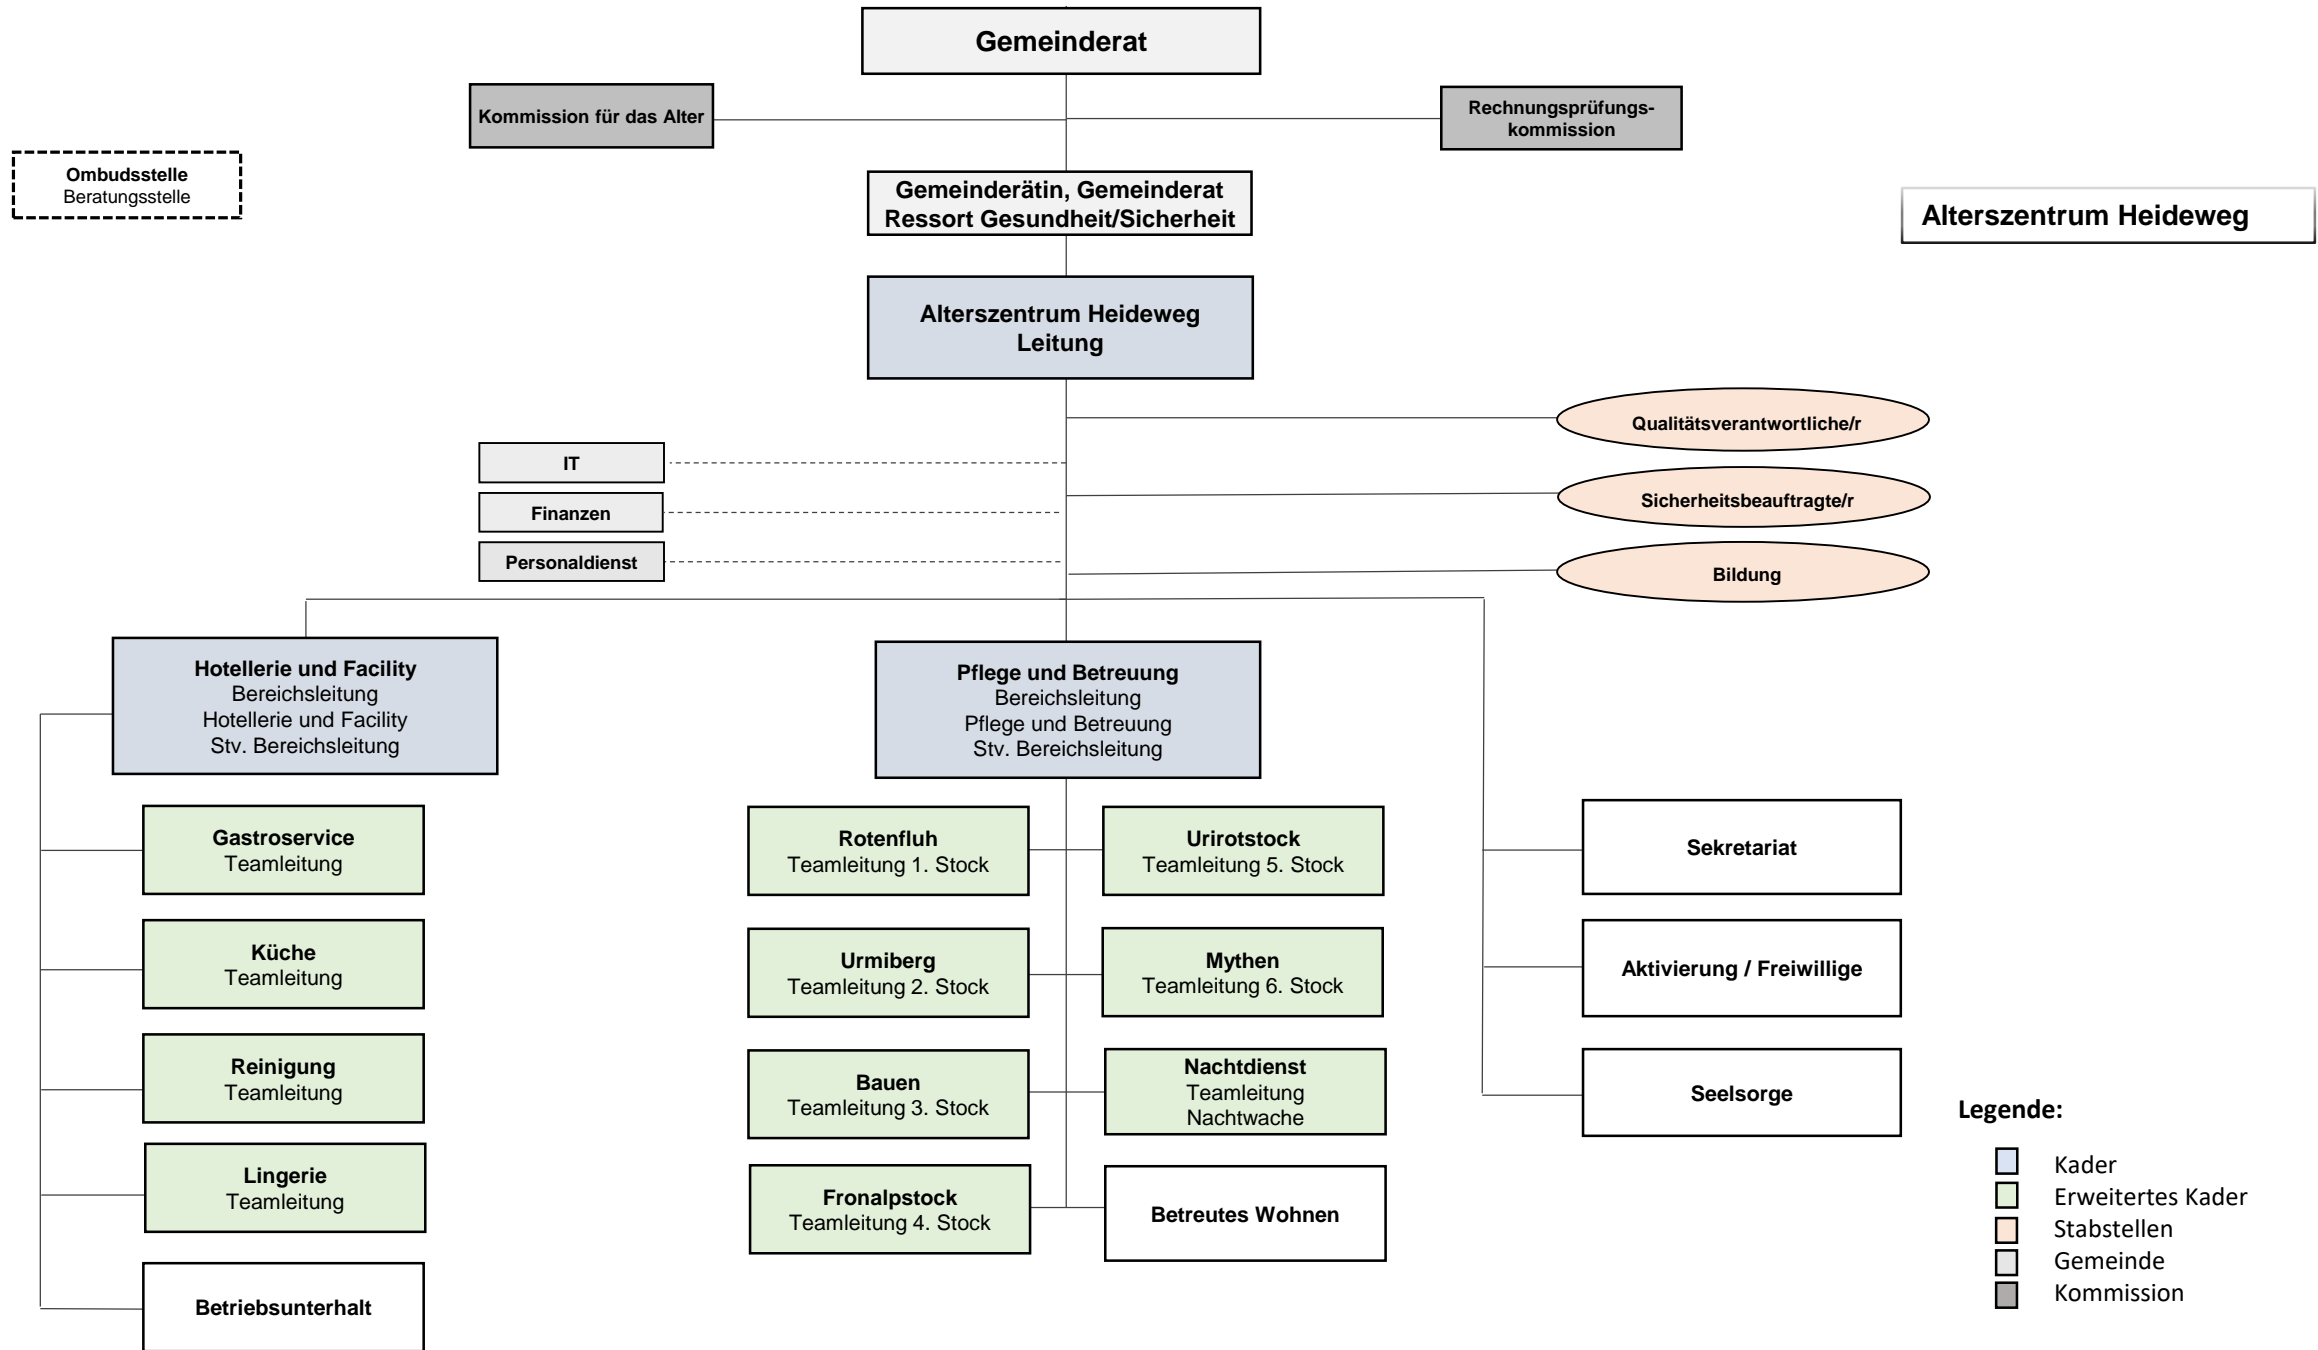 Gemeinderat
Kommission für das Alter
Rechnungsprüfungs-
kommission
Ombudsstelle
Beratungsstelle
Gemeinderätin, Gemeinderat
Ressort Gesundheit/Sicherheit
Alterszentrum Heideweg
Alterszentrum Heideweg
Leitung
Qualitätsverantwortliche/r
IT
Sicherheitsbeauftragte/r
Finanzen
Personaldienst
Bildung
Hotellerie und Facility
Bereichsleitung
Hotellerie und Facility
Stv. Bereichsleitung
Pflege und Betreuung
Bereichsleitung
Pflege und Betreuung
Stv. Bereichsleitung
Gastroservice
Teamleitung
Küche
Teamleitung
Reinigung
Teamleitung
Lingerie
Teamleitung
Betriebsunterhalt
Rotenfluh
Teamleitung 1. Stock
Urmiberg
Teamleitung 2. Stock
Bauen
Teamleitung 3. Stock
Fronalpstock
Teamleitung 4. Stock
Urirotstock
Teamleitung 5. Stock
Mythen
Teamleitung 6. Stock
Nachtdienst
Teamleitung
Nachtwache
Betreutes Wohnen
Sekretariat
Aktivierung / Freiwillige
Seelsorge
Legende:
Kader
Erweitertes Kader
Stabstellen
Gemeinde
Kommission